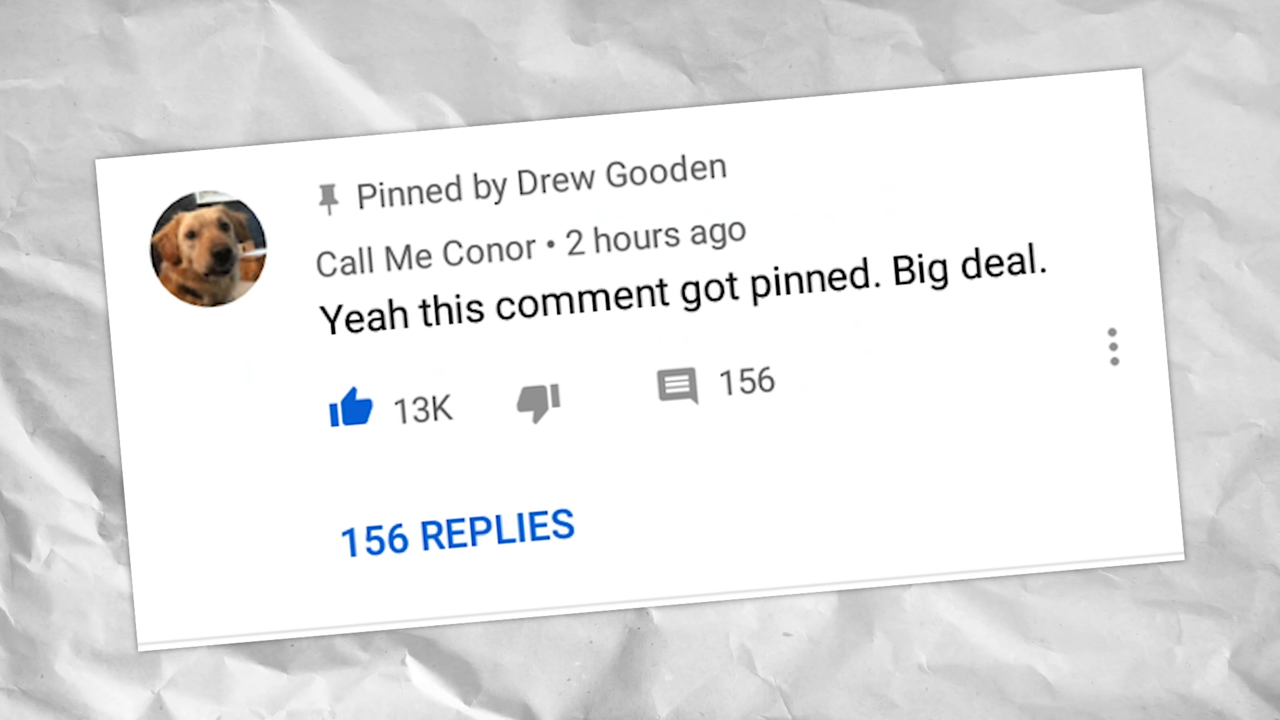 Pinned by Drew Gooden
Call Me Conor • 2 hours ago
Yeah this comment got pinned. Big deal.
13K
156
156 REPLIES